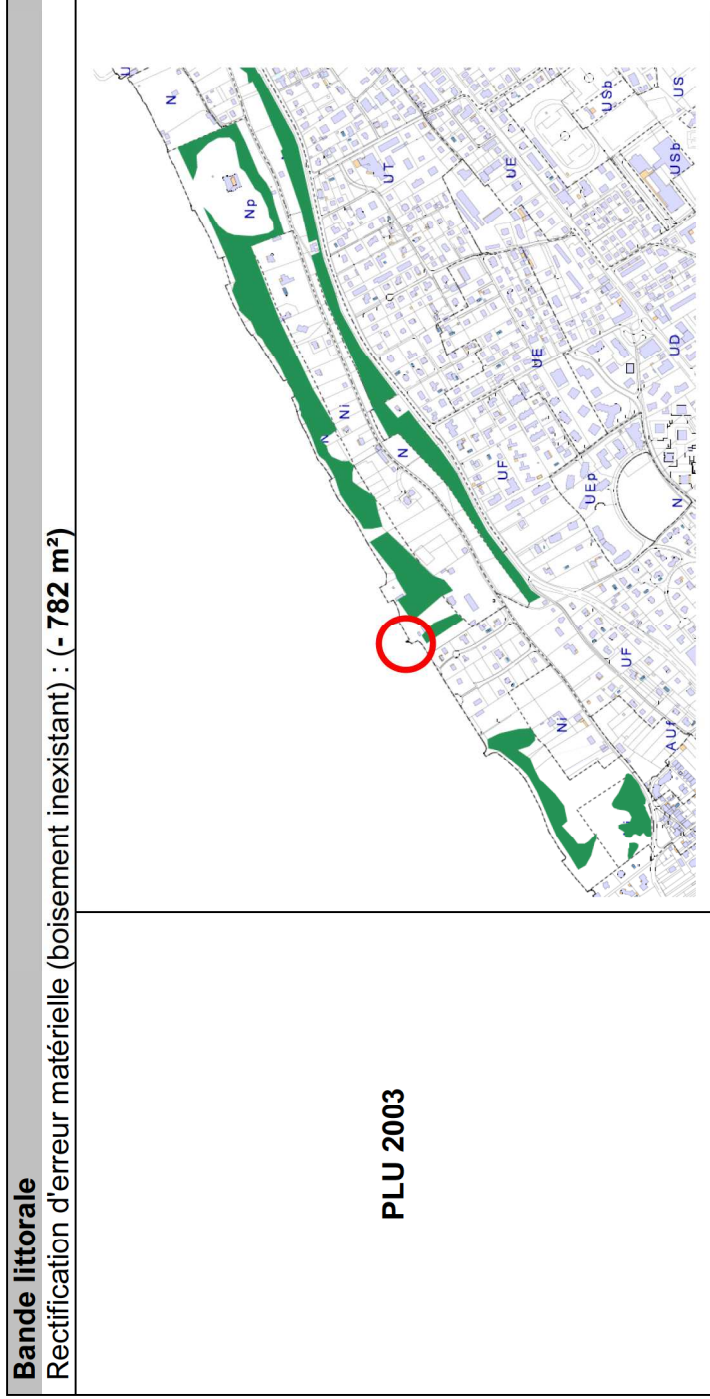 Bande littorale
Rectification d'erreur matérielle (boisement inexistant) : (- 782 m²)
PLU 2003
N
Np
UT
UE
USb
US
USb
Ni
N
N
UE
UD
UF
UEp
N
Ni
UF
AUf